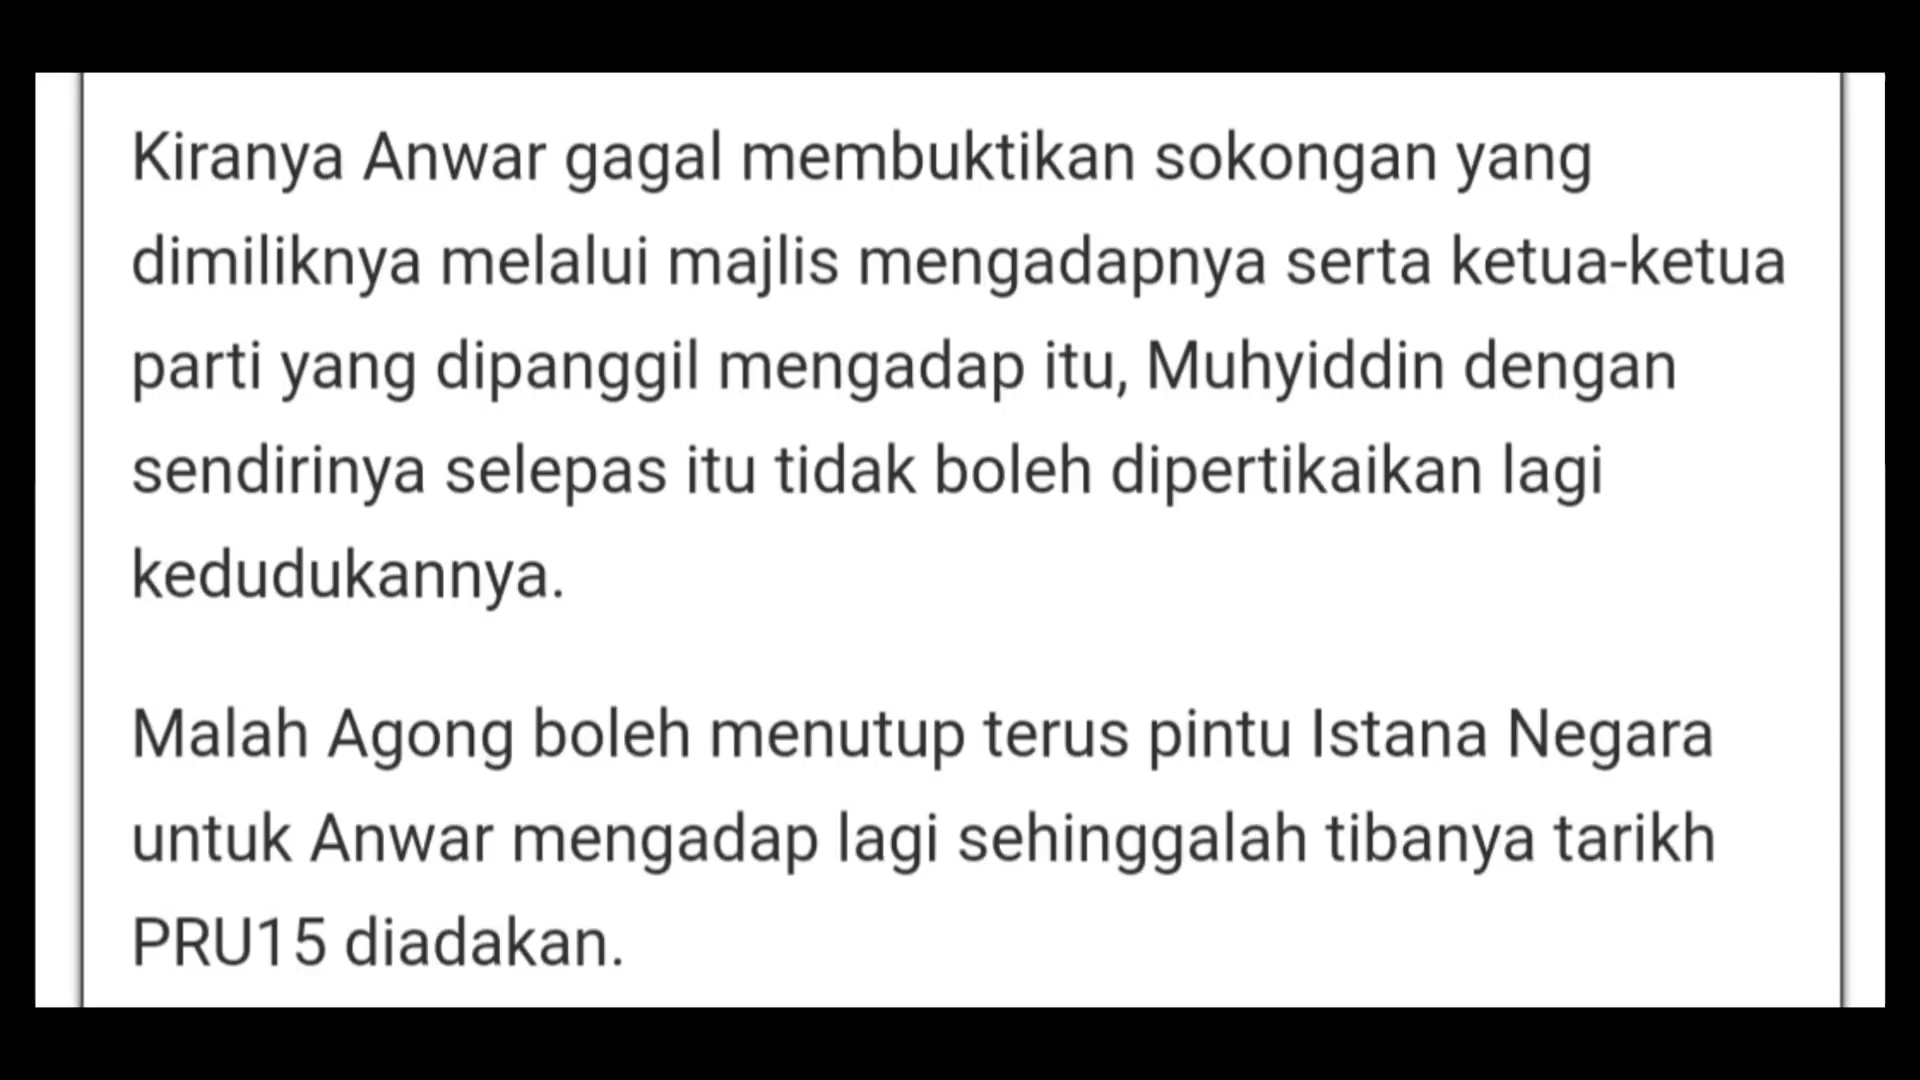 Kiranya Anwar gagal membuktikan sokongan yang
dimiliknya melalui majlis mengadapnya serta ketua-ketua
parti yang dipanggil mengadap itu, Muhyiddin dengan
sendirinya selepas itu tidak boleh dipertikaikan lagi
kedudukannya.
Malah Agong boleh menutup terus pintu Istana Negara
untuk Anwar mengadap lagi sehinggalah tibanya tarikh
PRU15 diadakan.